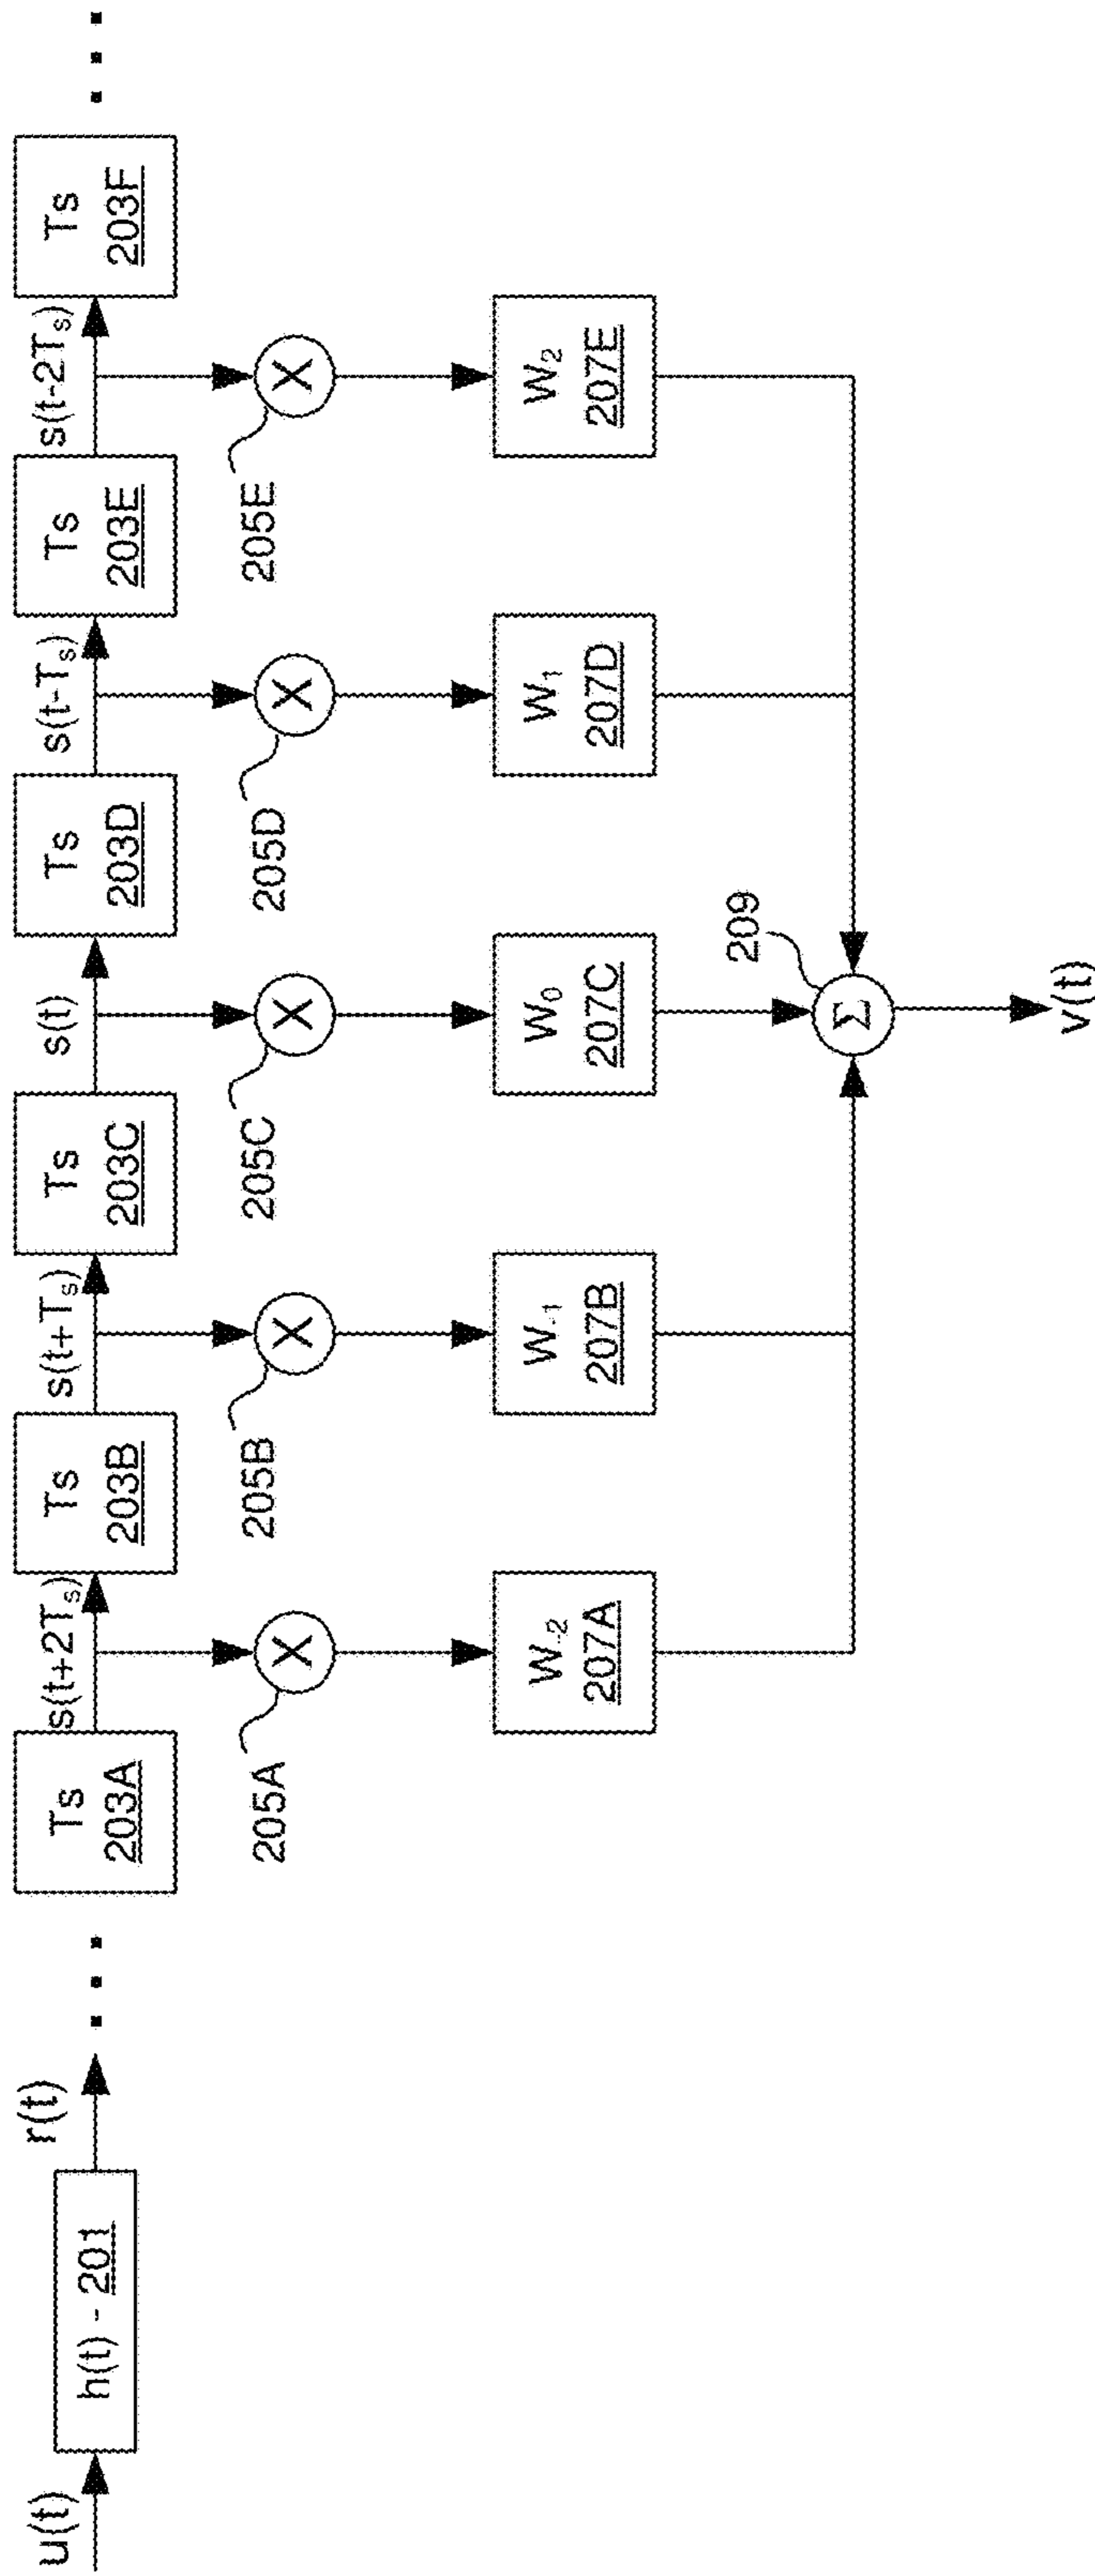 u(t)
h(t) - 201
r(t)
Ts
203A
s(t+2Tₛ)
Ts
203B
s(t+Tₛ)
Ts
203C
s(t)
Ts
203D
s(t-Tₛ)
Ts
203E
s(t-2Tₛ)
Ts
203F
X
205A
X
205B
X
205C
X
205D
X
205E
W₋₂
207A
W₋₁
207B
W₀
207C
W₁
207D
W₂
207E
Σ
209
v(t)